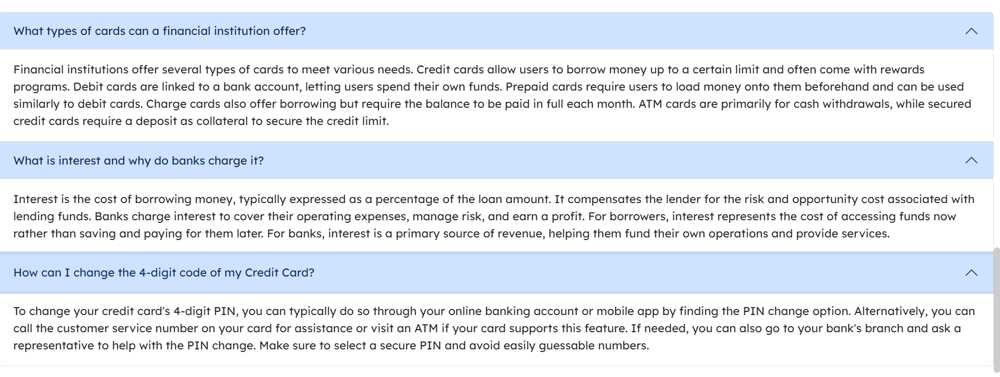 What types of cards can a financial institution offer?
Financial institutions offer several types of cards to meet various needs. Credit cards allow users to borrow money up to a certain limit and often come with rewards
programs. Debit cards are linked to a bank account, letting users spend their own funds. Prepaid cards require users to load money onto them beforehand and can be used
similarly to debit cards. Charge cards also offer borrowing but require the balance to be paid in full each month. ATM cards are primarily for cash withdrawals, while secured
credit cards require a deposit as collateral to secure the credit limit.
What is interest and why do banks charge it?
Interest is the cost of borrowing money, typically expressed as a percentage of the loan amount. It compensates the lender for the risk and opportunity cost associated with
lending funds. Banks charge interest to cover their operating expenses, manage risk, and earn a profit. For borrowers, interest represents the cost of accessing funds now
rather than saving and paying for them later. For banks, interest is a primary source of revenue, helping them fund their own operations and provide services.
How can I change the 4-digit code of my Credit Card?
To change your credit card's 4-digit PIN, you can typically do so through your online banking account or mobile app by finding the PIN change option. Alternatively, you can
call the customer service number on your card for assistance or visit an ATM if your card supports this feature. If needed, you can also go to your bank's branch and ask a
representative to help with the PIN change. Make sure to select a secure PIN and avoid easily guessable numbers.